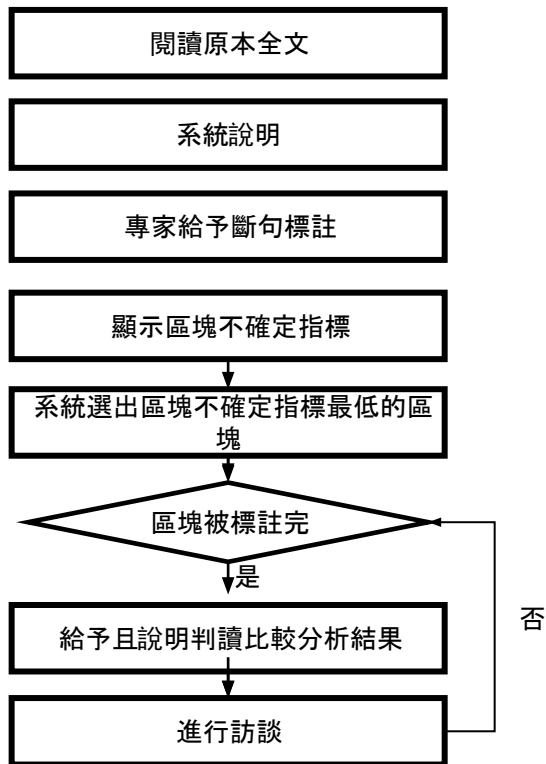 閱讀原本全文
系統說明
專家給予斷句標註
顯示區塊不確定指標
系統選出區塊不確定指標最低的區
塊
區塊被標註完
是
否
給予且說明判讀比較分析結果
進行訪談